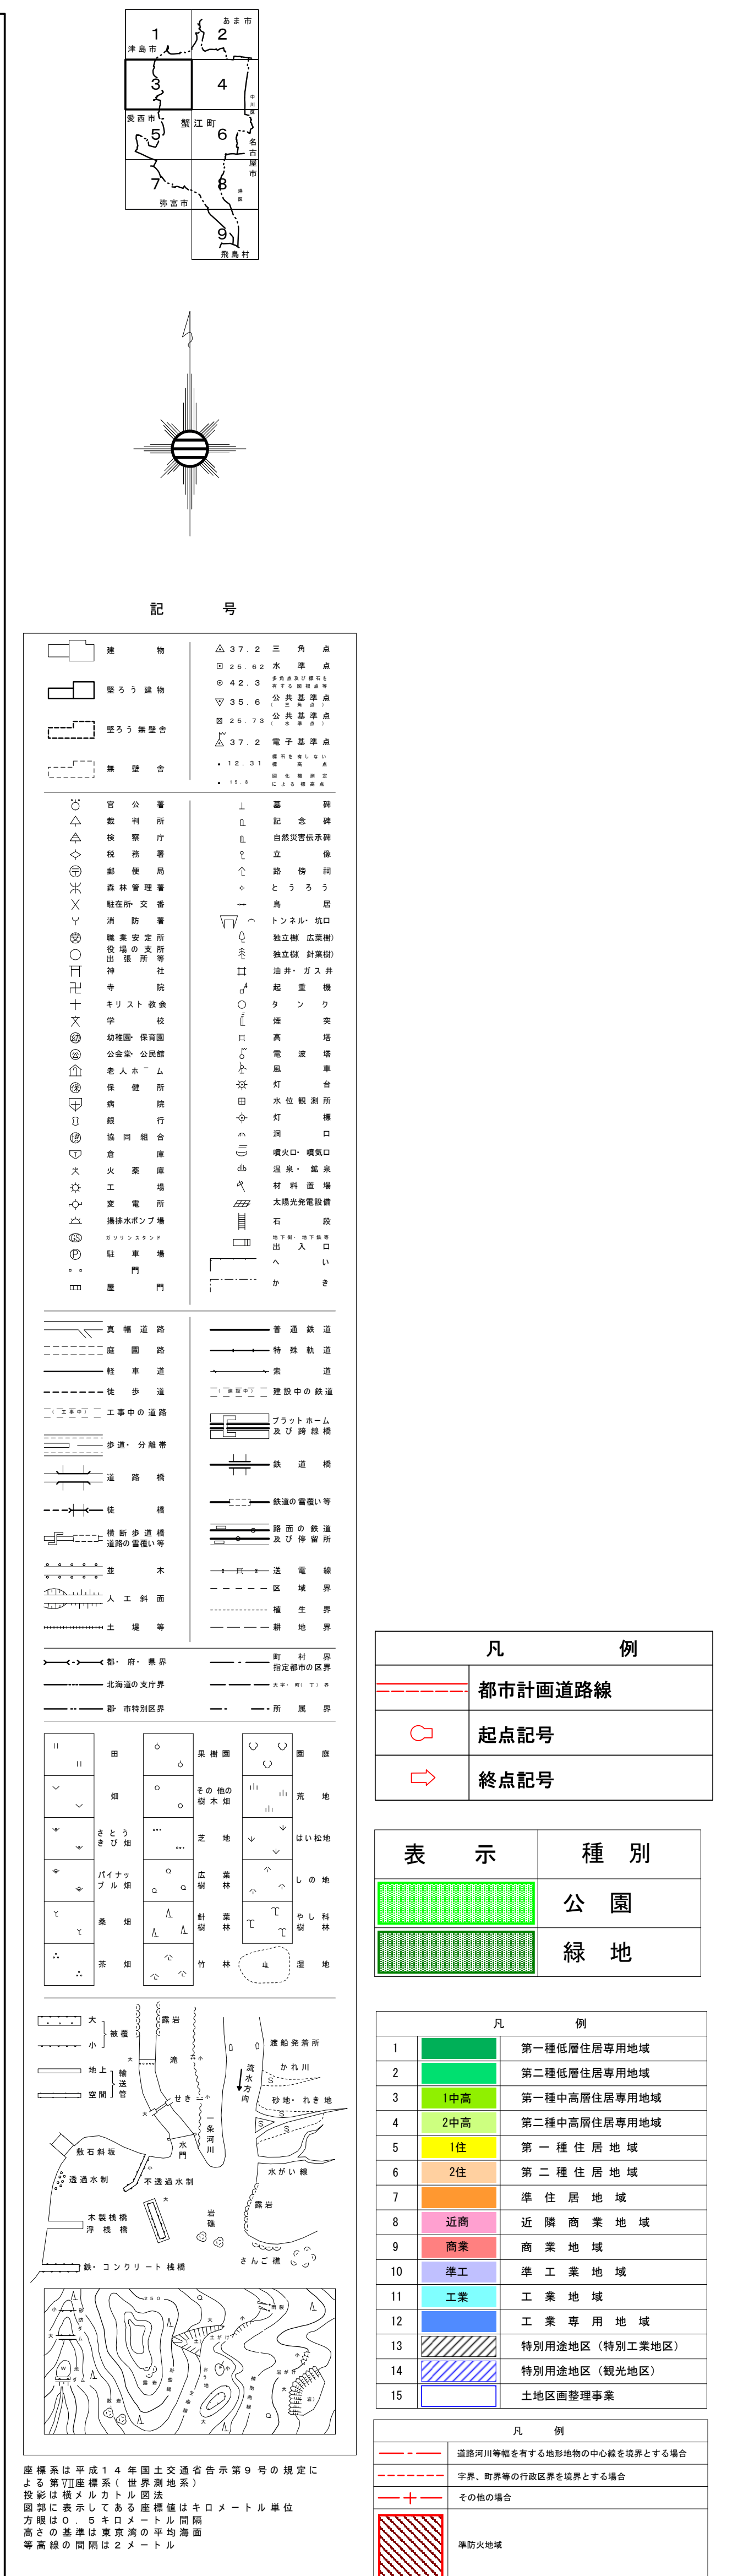 1
2
あま市
津島市
3
4
中川区
愛西市
蟹江町
5
6
名古屋市
7
8
港区
弥富市
9
飛島村
記号
建物
堅ろう建物
堅ろう無壁舎
無壁舎
37.2 三角点
25.62 水準点
42.3 多角点及び標石を有する図根点等
35.6 公共基準点(三角点)
25.73 公共基準点(水準点)
37.2 電子基準点
12.31 標石を有しない標高点
15.8 図化機測定による標高点
官公署
裁判所
検察庁
税務署
郵便局
森林管理署
駐在所・交番
消防署
職業安定所
役場の支所
出張所等
神社
寺院
キリスト教会
学校
幼稚園・保育園
公会堂・公民館
老人ホーム
保健所
病院
銀行
協同組合
倉庫
火薬庫
工場
変電所
揚排水ポンプ場
GS ガソリンスタンド
P 駐車場
門
屋門
墓碑
記念碑
自然災害伝承碑
立像
路傍祠
とうろう
鳥居
トンネル・坑口
独立樹(広葉樹)
独立樹(針葉樹)
油井・ガス井
起重機
タンク
煙突
高塔
電波塔
風車
灯台
水位観測所
灯標
洞口
噴火口・噴気口
温泉・鉱泉
材料置場
太陽光発電設備
石段
地下街・地下鉄等
出入口
へい
かき
真幅道路
庭園路
軽車道
徒歩道
(工事中) 工事中の道路
歩道・分離帯
道路橋
徒橋
横断歩道橋
道路の雪覆い等
並木
人工斜面
土堤等
普通鉄道
特殊軌道
索道
(建設中) 建設中の鉄道
プラットホーム
及び跨線橋
鉄道橋
鉄道の雪覆い等
路面の鉄道
及び停留所
送電線
区域界
植生界
耕地界
都・府・県界
北海道の支庁界
郡・市特別区界
町村界
指定都市の区界
大字・町(丁)界
所属界
田
果樹園
園庭
畑
その他の樹木畑
荒地
さとうきび畑
芝地
はい松地
パイナップル畑
広葉樹林
しの地
桑畑
針葉樹林
やし科樹林
茶畑
竹林
湿地
大
小
被覆
地上
空間
輸送管
露岩
滝
大
小
せき
大
小
水門
一条河川
流水方向
渡船発着所
かれ川
砂地・れき地
S
S
S
S
敷石斜坂
透過水制
不透過水制
小
大
水がい線
露岩
岩礁
さんご礁
木製桟橋
浮桟橋
鉄・コンクリート桟橋
250
座標系は平成14年国土交通省告示第9号の規定に
よる第Ⅶ座標系(世界測地系)
投影は横メルカトル図法
図郭に表示してある座標値はキロメートル単位
方眼は0.5キロメートル間隔
高さの基準は東京湾の平均海面
等高線の間隔は2メートル
凡例
都市計画道路線
起点記号
終点記号
表示 種別
公園
緑地
凡例
1 第一種低層住居専用地域
2 第二種低層住居専用地域
3 1中高 第一種中高層住居専用地域
4 2中高 第二種中高層住居専用地域
5 1住 第一種住居地域
6 2住 第二種住居地域
7 準住居地域
8 近商 近隣商業地域
9 商業 商業地域
10 準工 準工業地域
11 工業 工業地域
12 工業専用地域
13 特別用途地区(特別工業地区)
14 特別用途地区(観光地区)
15 土地区画整理事業
凡例
道路河川等幅を有する地形地物の中心線を境界とする場合
字界、町界等の行政区界を境界とする場合
その他の場合
準防火地域